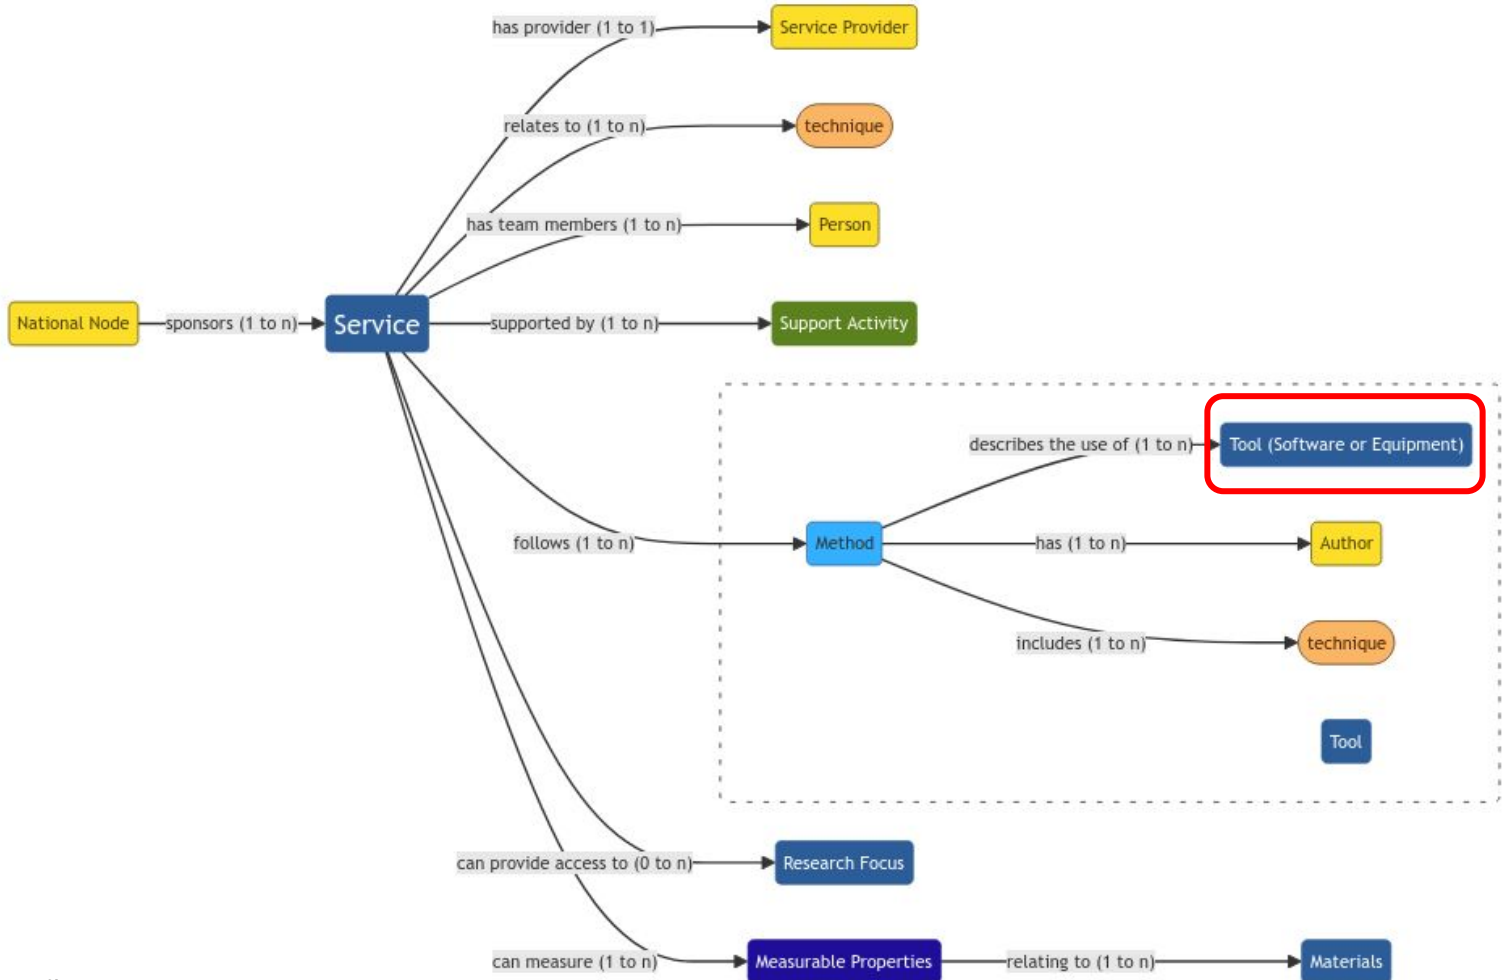 has provider (1 to 1)
Service Provider
relates to (1 to n)
technique
has team members (1 to n)
Person
National Node
sponsors (1 to n)
Service
supported by (1 to n)
Support Activity
describes the use of (1 to n)
Tool (Software or Equipment)
follows (1 to n)
Method
has (1 to n)
Author
includes (1 to n)
technique
Tool
can provide access to (0 to n)
Research Focus
can measure (1 to n)
Measurable Properties
relating to (1 to n)
Materials